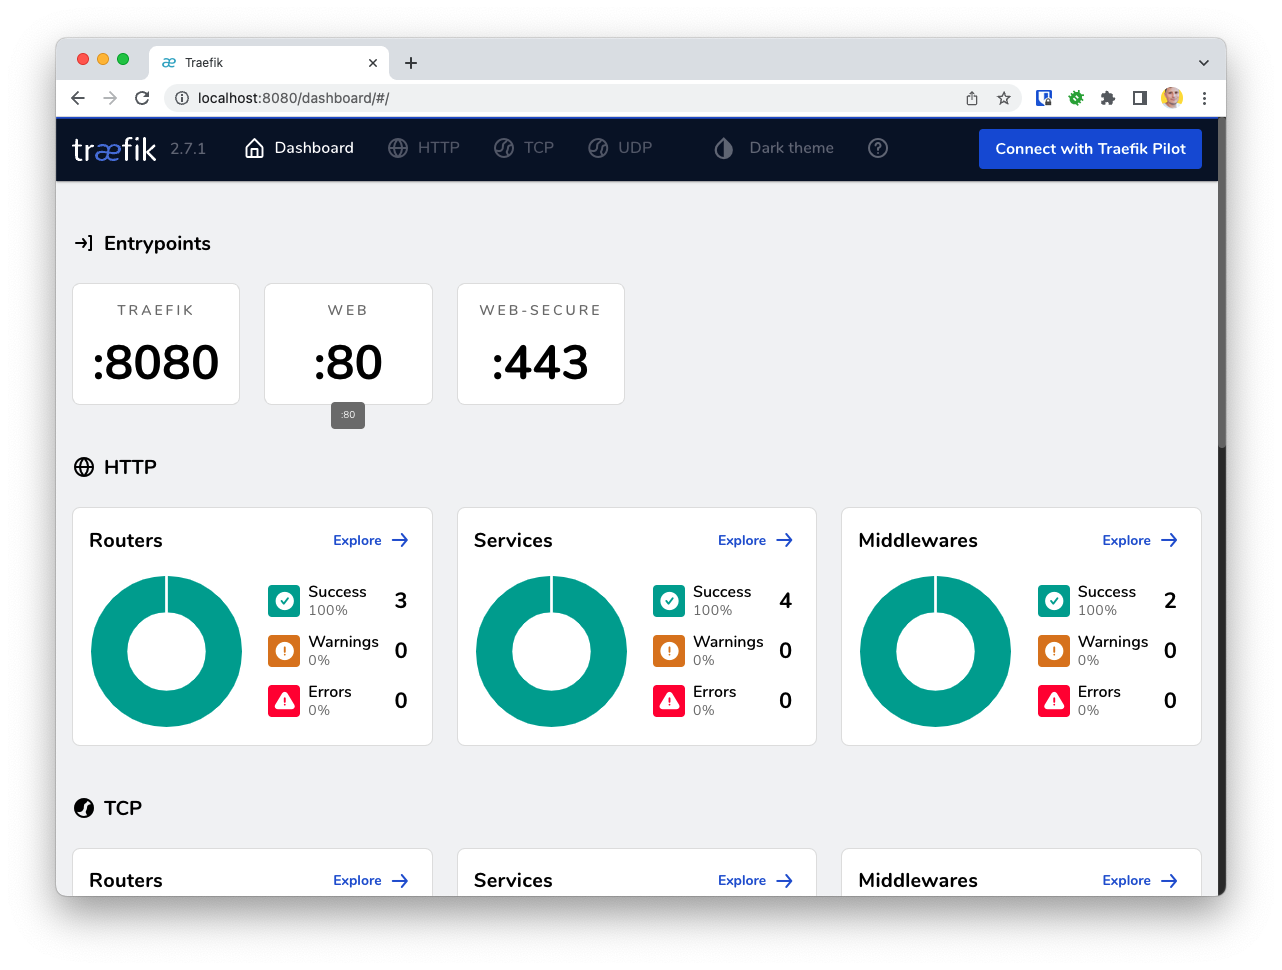 Traefik
localhost:8080/dashboard/#/
træfik 2.7.1 Dashboard HTTP TCP UDP Dark theme Connect with Traefik Pilot
Entrypoints
TRAEFIK WEB WEB-SECURE
:8080 :80 :443
:80
HTTP
Routers Explore Services Explore Middlewares Explore
Success 3 Success 4 Success 2
100% 100% 100%
Warnings 0 Warnings 0 Warnings 0
0% 0% 0%
Errors 0 Errors 0 Errors 0
0% 0% 0%
TCP
Routers Explore Services Explore Middlewares Explore